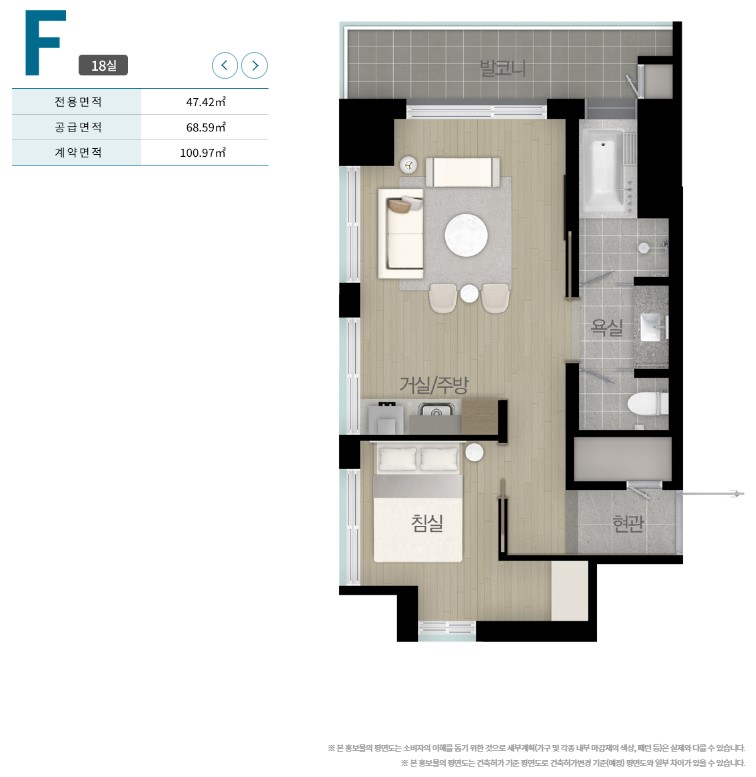 F
18실
전용면적 47.42㎡
공급면적 68.59㎡
계약면적 100.97㎡
발코니
욕실
거실/주방
침실
현관
※ 본 홍보물의 평면도는 소비자의 이해를 돕기 위한 것으로 세부계획(가구 및 각종 내부 마감재의 색상, 패턴 등)은 실제와 다를 수 있습니다.
※ 본 홍보물의 평면도는 건축허가 기준 평면도로 건축허가변경 기준(예정) 평면도와 일부 차이가 있을 수 있습니다.